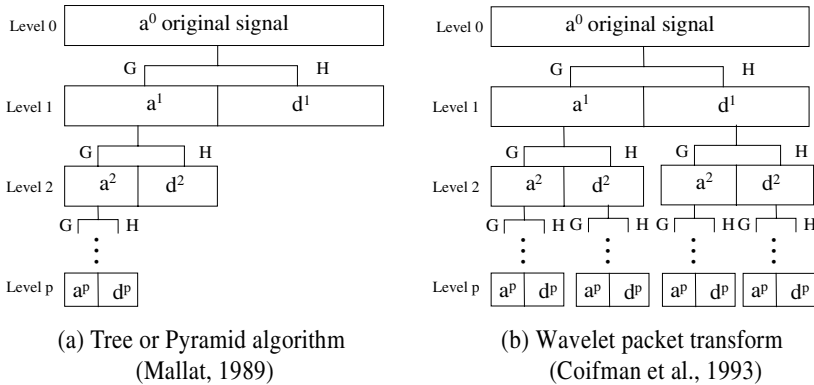 Level 0 a⁰ original signal
G H
Level 1 a¹ d¹
G H
Level 2 a² d²
G H
Level p aᵖ dᵖ
(a) Tree or Pyramid algorithm
(Mallat, 1989)
Level 0 a⁰ original signal
G H
Level 1 a¹ d¹
G H G H
Level 2 a² d² a² d²
G H G H G H G H
Level p aᵖ dᵖ aᵖ dᵖ aᵖ dᵖ aᵖ dᵖ
(b) Wavelet packet transform
(Coifman et al., 1993)